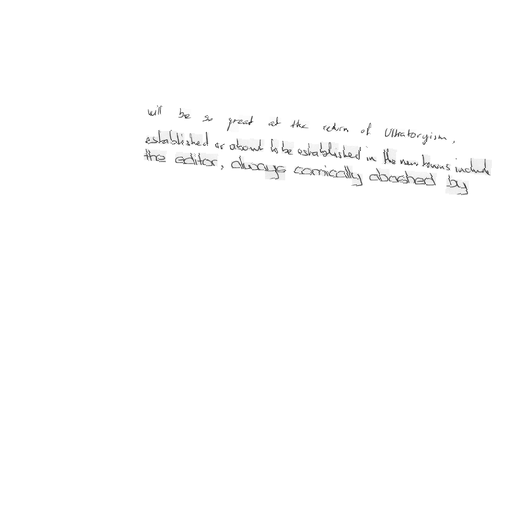 will be so great at the return of Ultratoryism,
established or about to be established in the new towns include
the editor, always comically abashed by